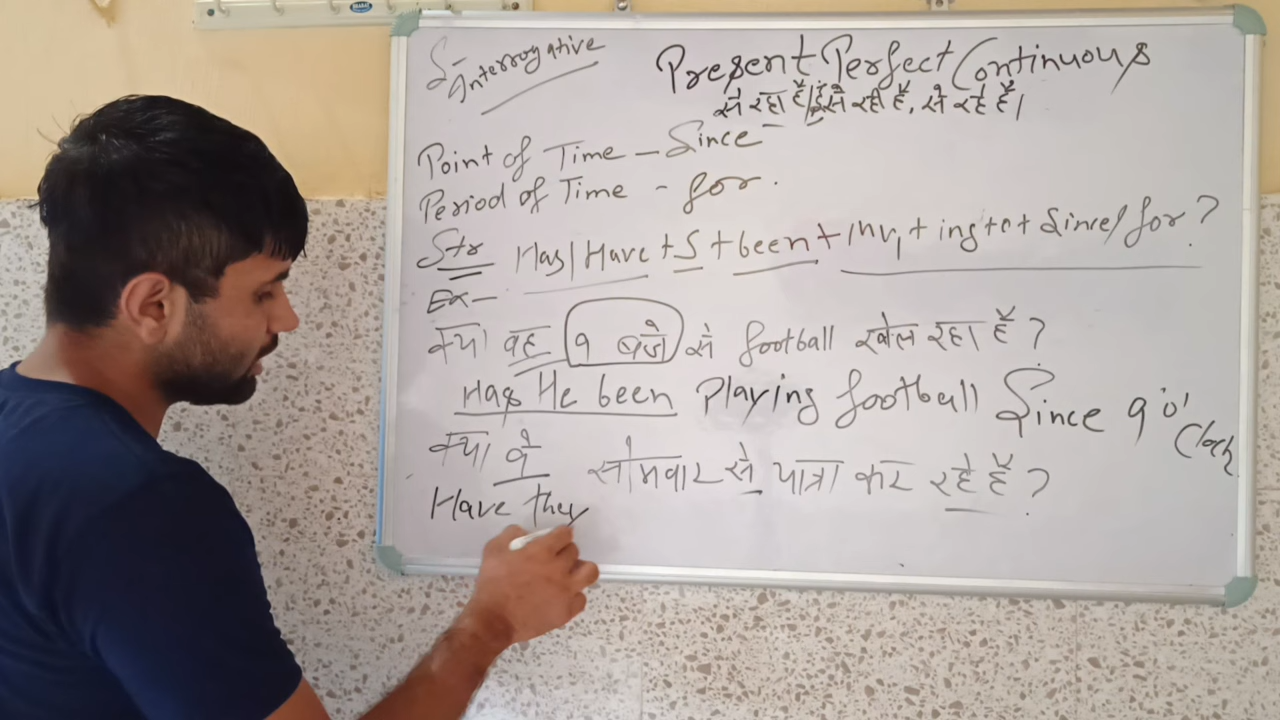 S- Interrogative
Present Perfect Continuous
से रहा है/हूँ, से रही है, से रहे हैं।
Point of Time - Since
Period of Time - for.
Str Has/Have + S + been + Inv₁ + ing + o + Since/for?
Ex-
क्या वह 9 बजे से football खेल रहा है?
Has He been Playing football Since 9 o'Clock
क्या वे सोमवार से यात्रा कर रहे हैं?
Have they